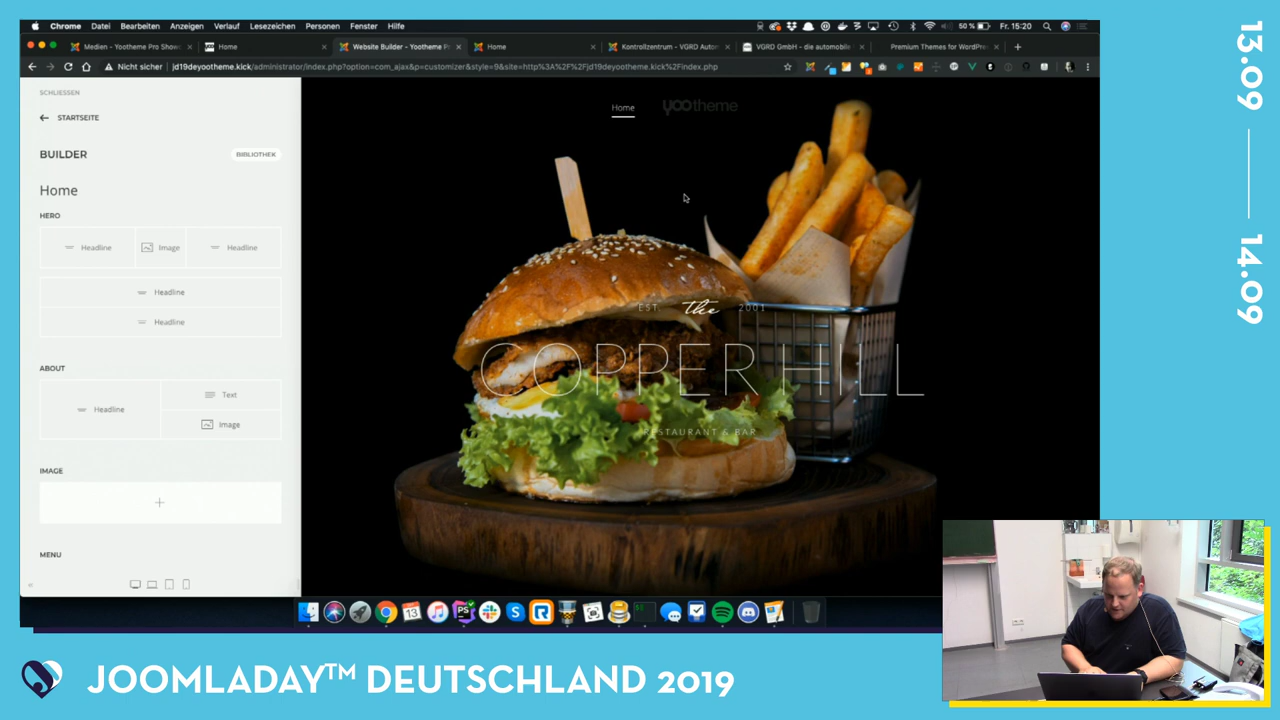 Chrome Datei Bearbeiten Anzeigen Verlauf Lesezeichen Personen Fenster Hilfe
50 % Fr. 15:20
Medien - Yootheme Pro Show
Home
Website Builder - Yootheme P
Home
Kontrollzentrum - VGRD Auto
VGRD GmbH - die automobile
Premium Themes for WordPre
Nicht sicher | jd19deyootheme.kick/administrator/index.php?option=com_ajax&p=customizer&style=9&site=http%3A%2F%2Fjd19deyootheme.kick%2Findex.php
SCHLIESSEN
STARTSEITE
BUILDER
BIBLIOTHEK
Home
HERO
Headline
Image
Headline
Headline
Headline
ABOUT
Headline
Text
Image
IMAGE
MENU
Home
yootheme
EST. the 2001
COPPER HILL
RESTAURANT & BAR
13.09
14.09
JOOMLADAY™ DEUTSCHLAND 2019